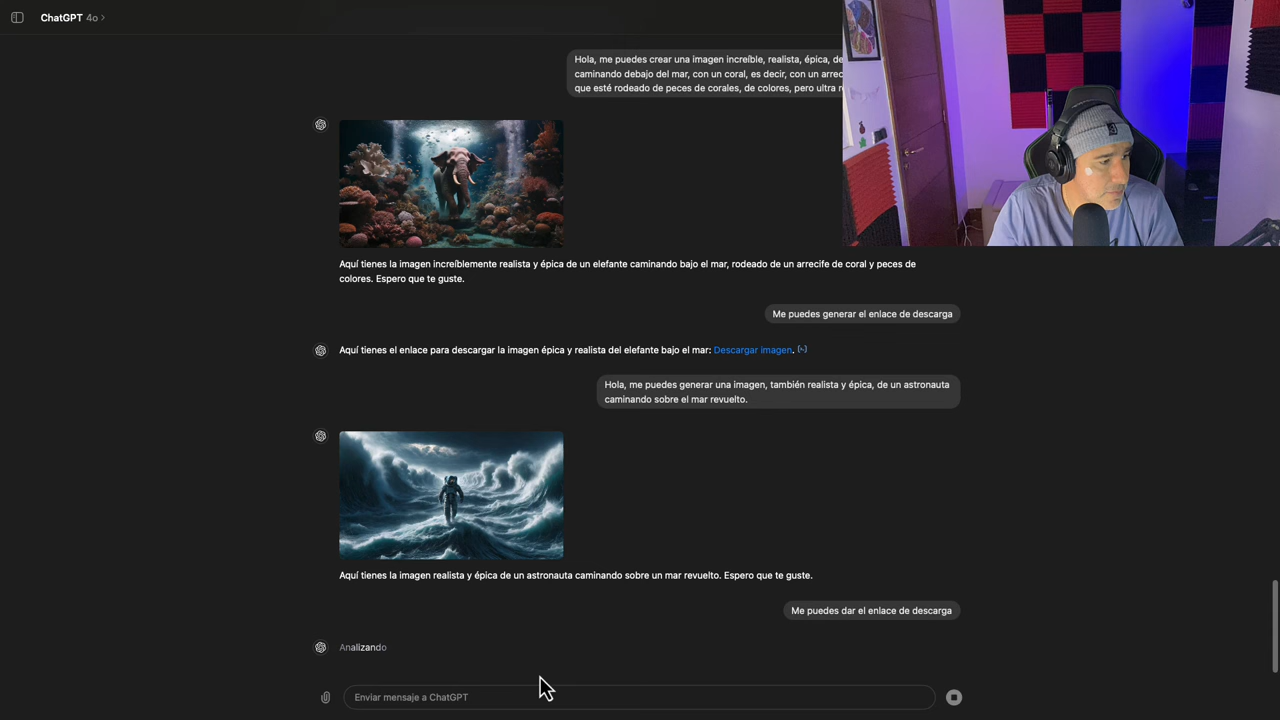 ChatGPT 4o >
Hola, me puedes crear una imagen increíble, realista, épica, de
caminando debajo del mar, con un coral, es decir, con un
que esté rodeado de peces de corales, de colores, pero ultra
Aquí tienes la imagen increíblemente realista y épica de un elefante caminando bajo el mar, rodeado de un arrecife de coral y peces de
colores. Espero que te guste.
Me puedes generar el enlace de descarga
Aquí tienes el enlace para descargar la imagen épica y realista del elefante bajo el mar: Descargar imagen. [>-]
Hola, me puedes generar una imagen, también realista y épica, de un astronauta
caminando sobre el mar revuelto.
Aquí tienes la imagen realista y épica de un astronauta caminando sobre un mar revuelto. Espero que te guste.
Me puedes dar el enlace de descarga
Analizando
Enviar mensaje a ChatGPT